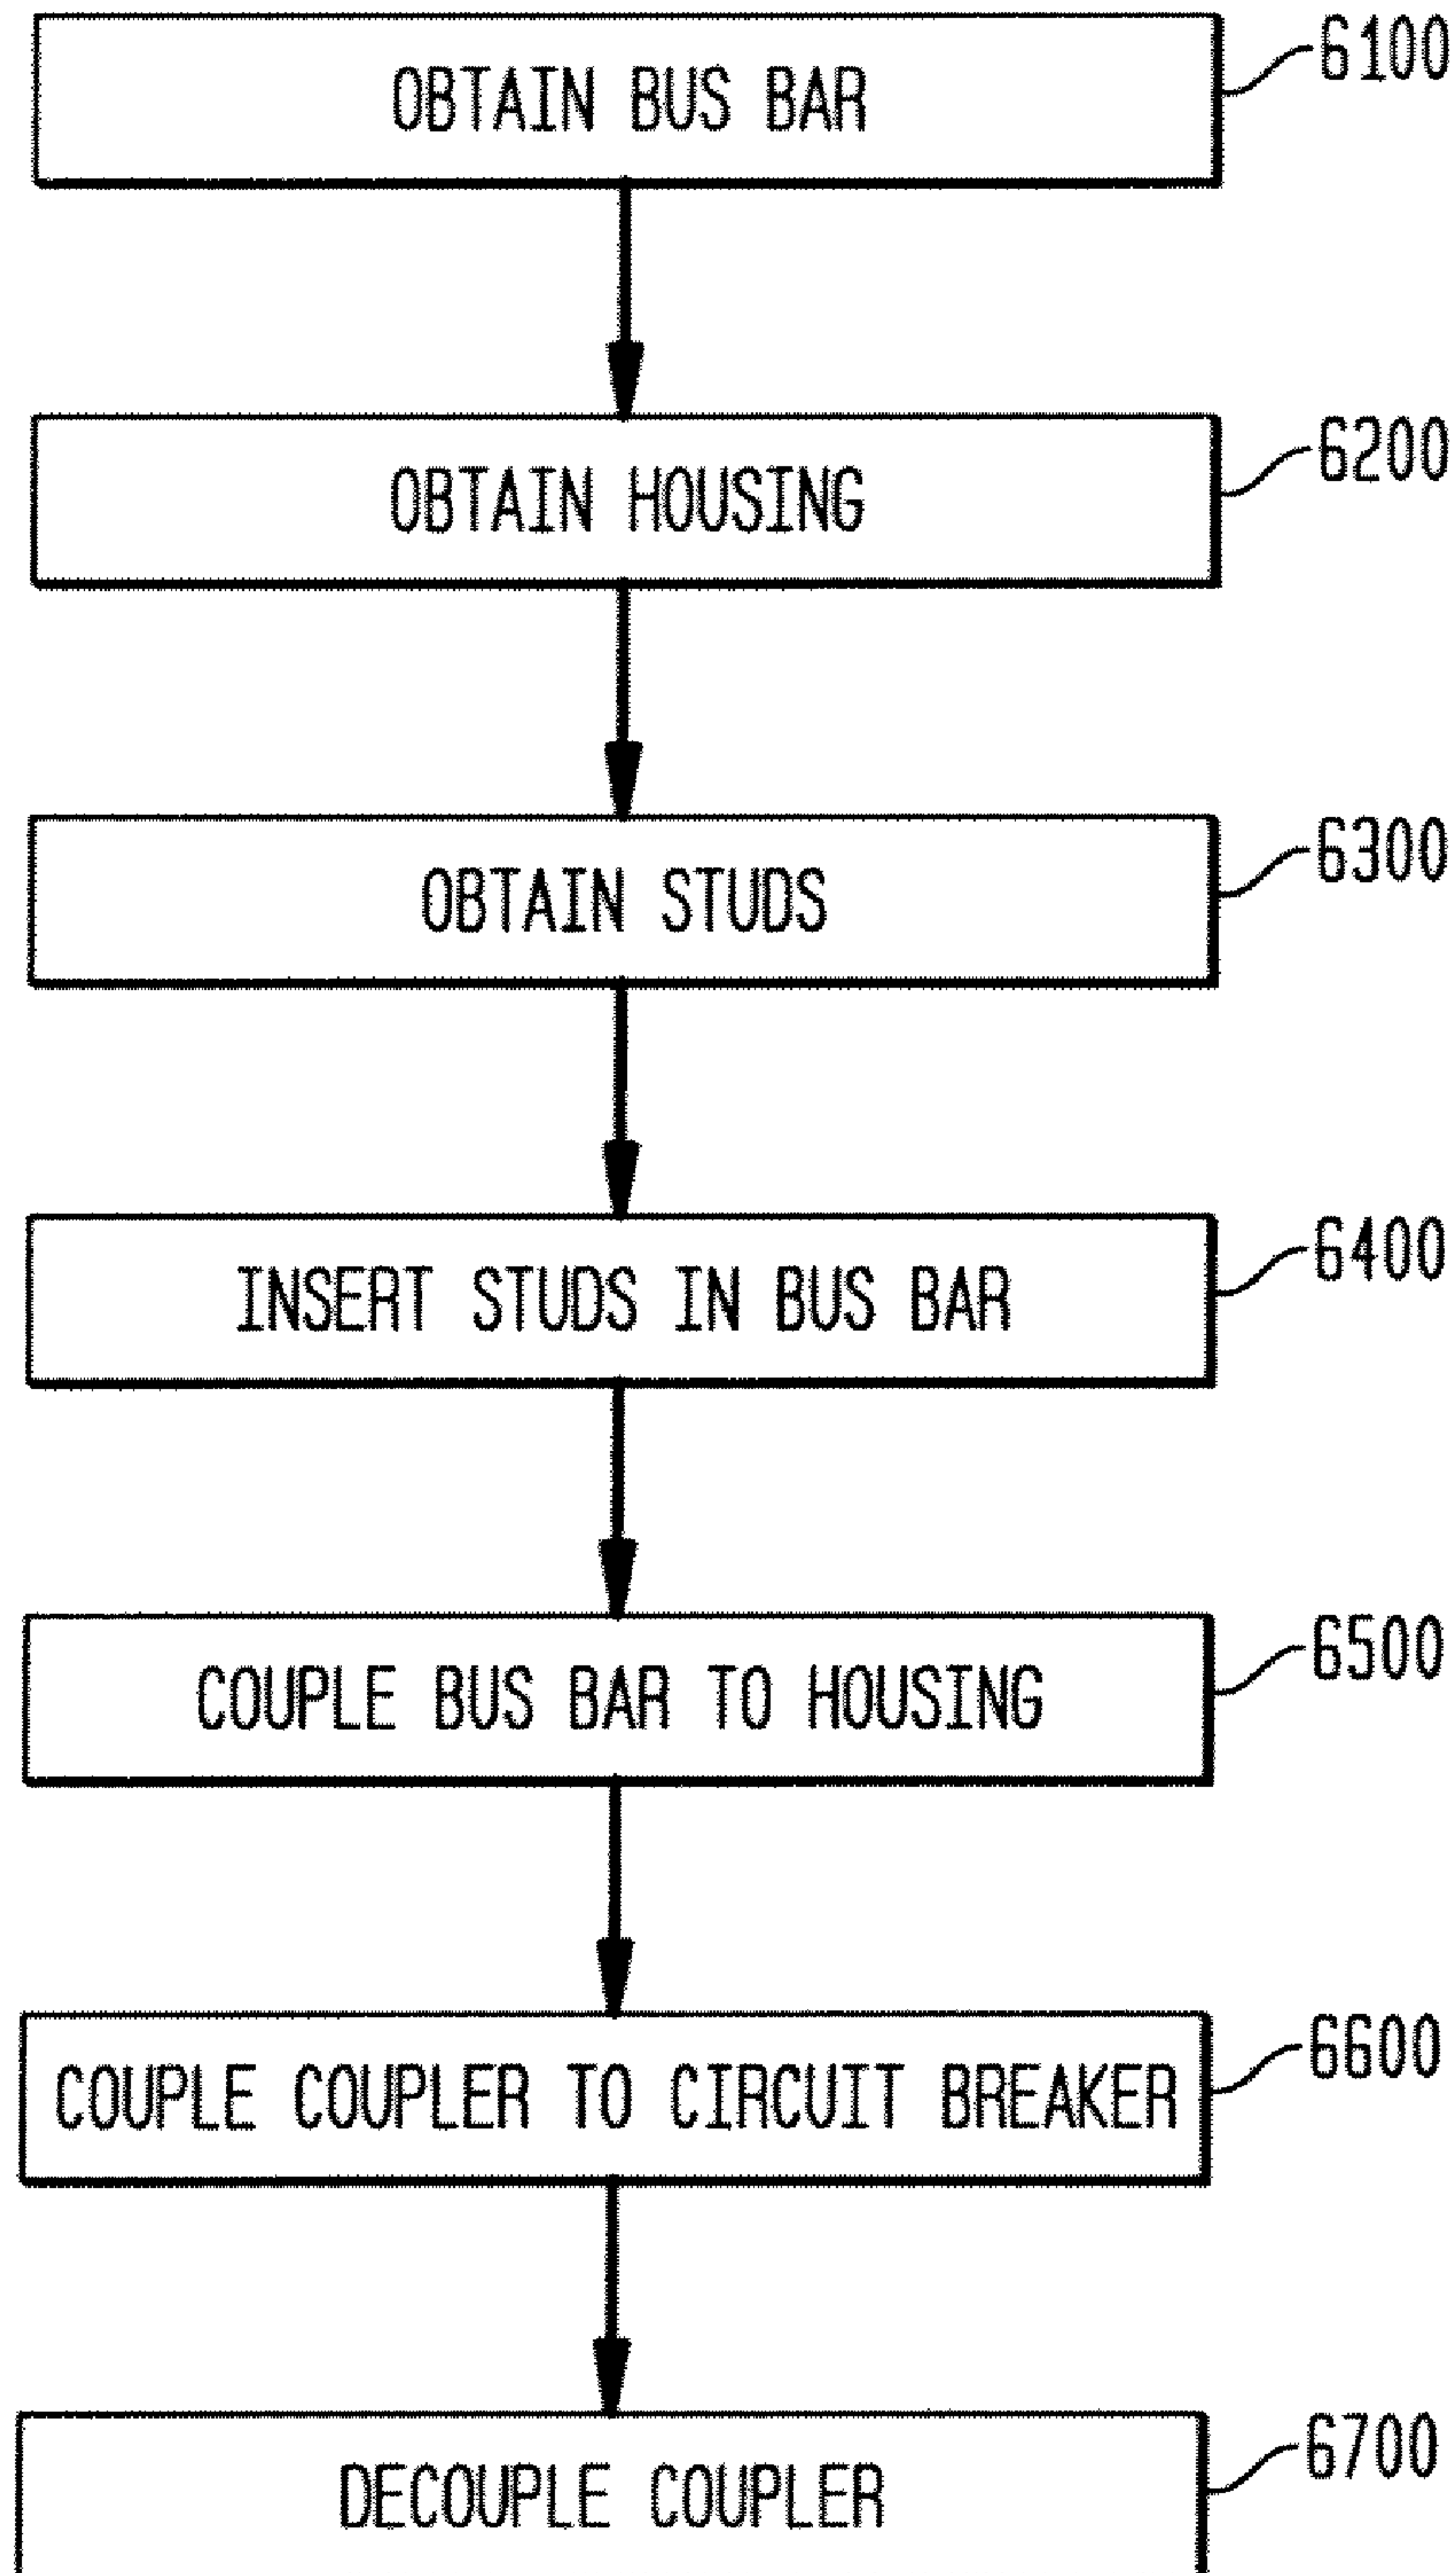 OBTAIN BUS BAR 6100
OBTAIN HOUSING 6200
OBTAIN STUDS 6300
INSERT STUDS IN BUS BAR 6400
COUPLE BUS BAR TO HOUSING 6500
COUPLE COUPLER TO CIRCUIT BREAKER 6600
DECOUPLE COUPLER 6700